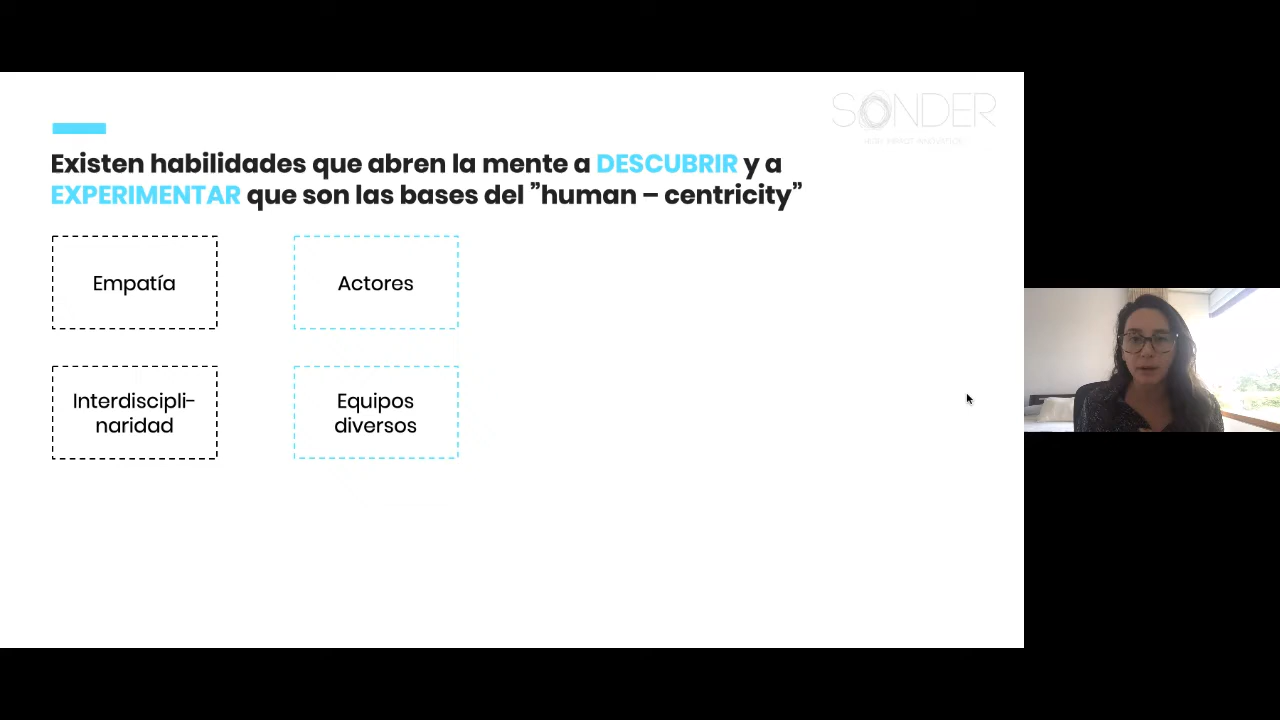 SONDER
Existen habilidades que abren la mente a DESCUBRIR y a
EXPERIMENTAR que son las bases del ”human – centricity”
Empatía
Actores
Interdiscipli-
naridad
Equipos
diversos